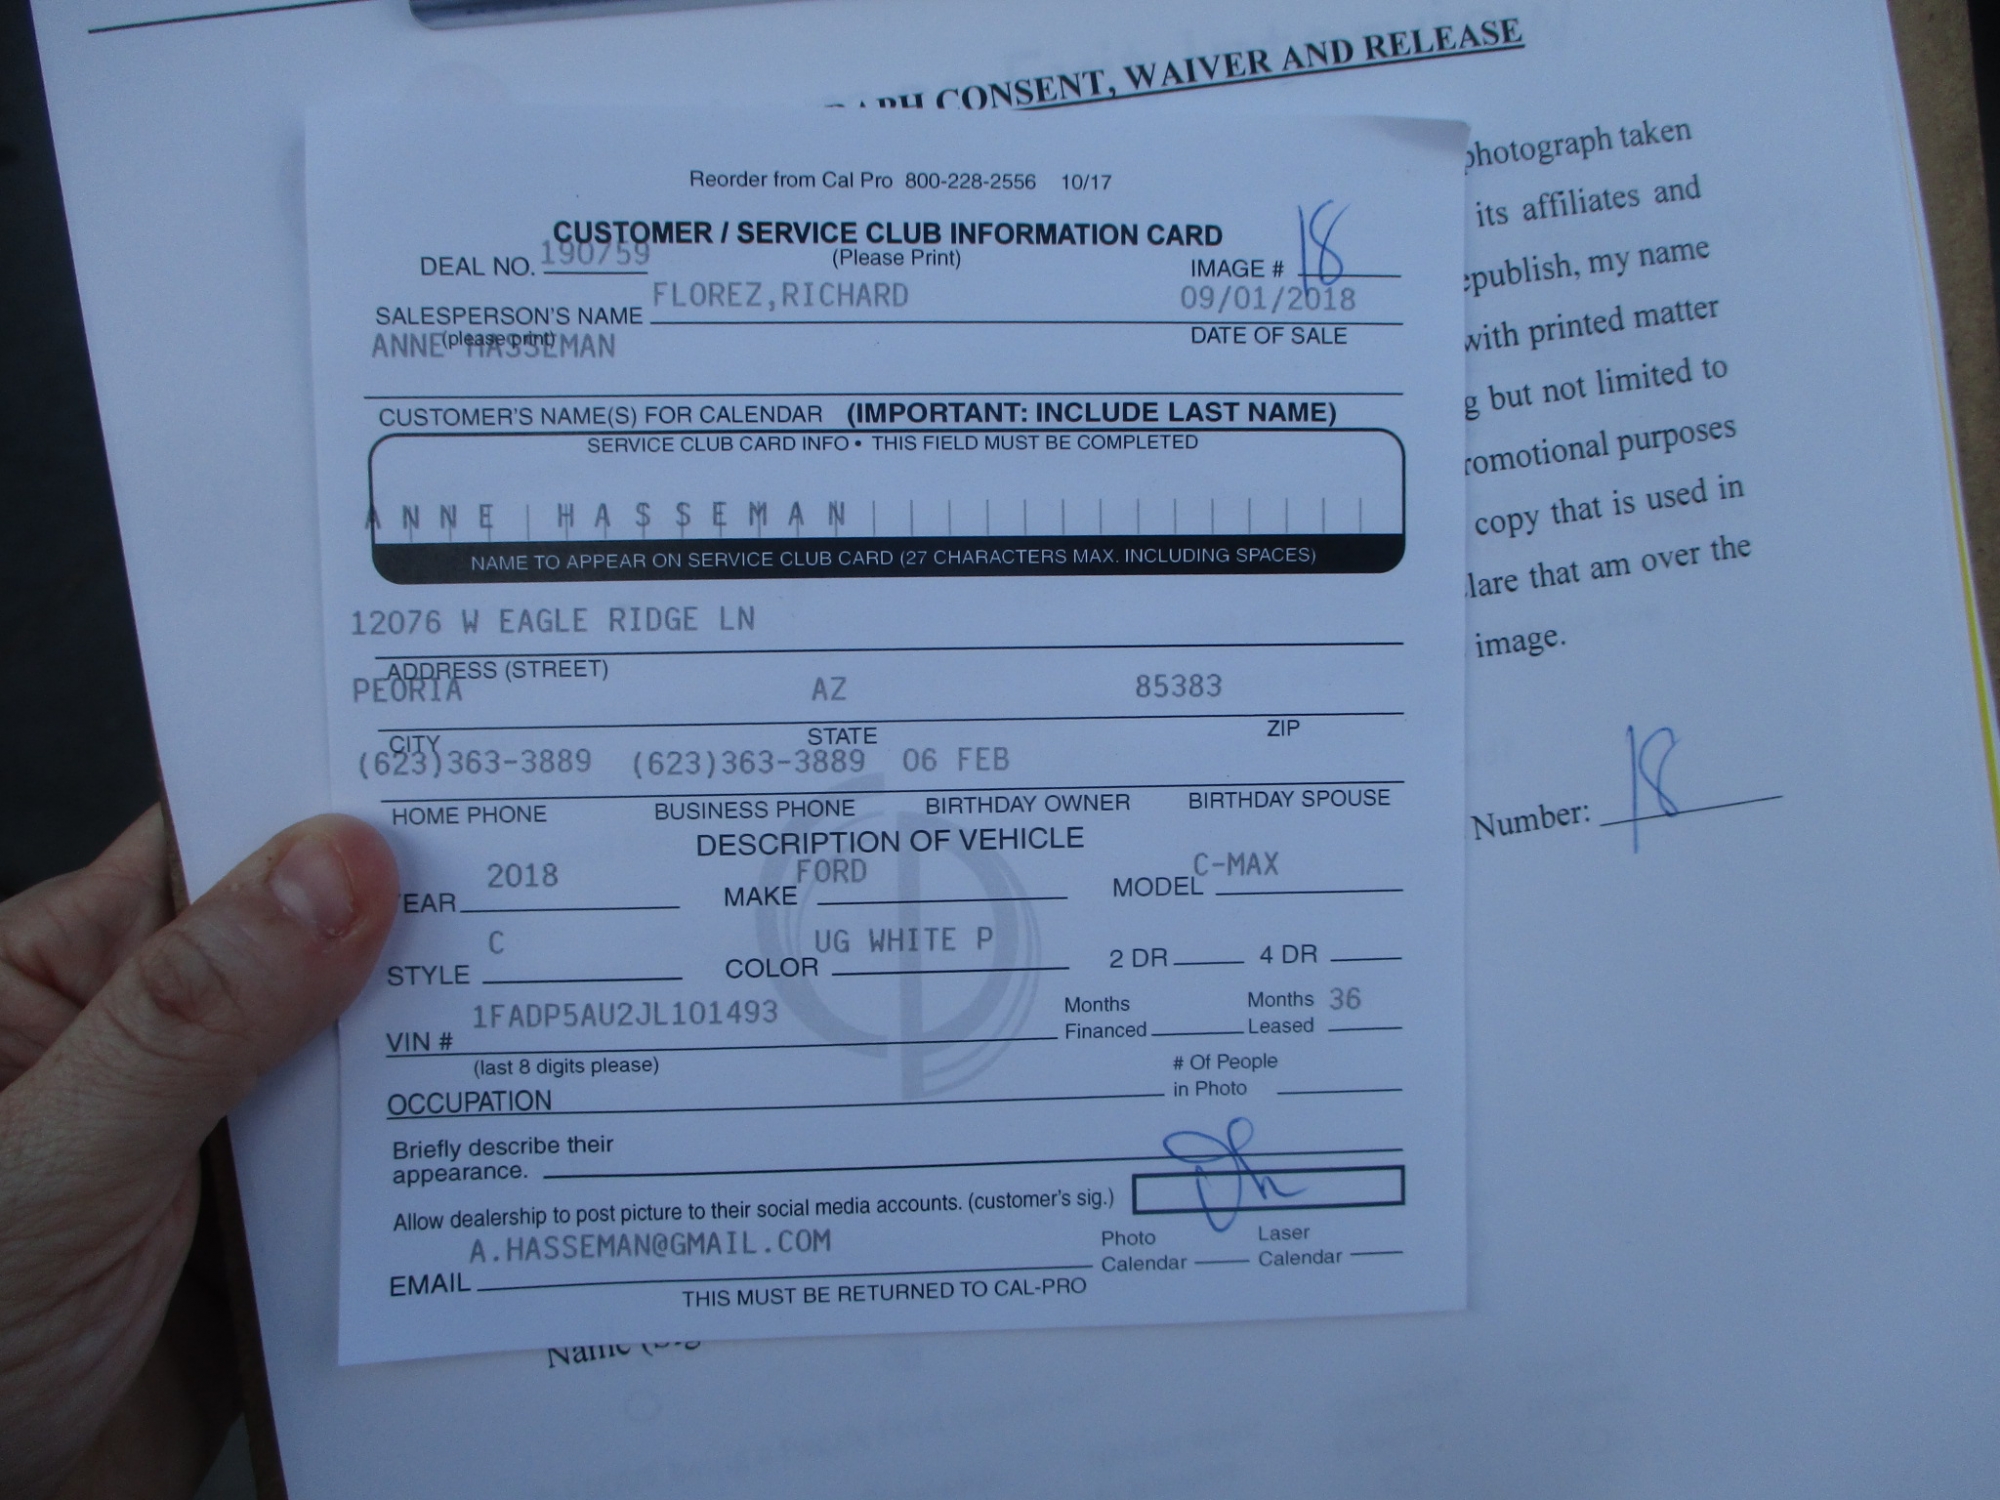 CONSENT, WAIVER AND RELEASE
photograph taken
its affiliates and
republish, my name
with printed matter
but not limited to
promotional purposes
copy that is used in
that am over the
image.
Number: 18
Reorder from Cal Pro 800-228-2556 10/17
CUSTOMER / SERVICE CLUB INFORMATION CARD
(Please Print)
DEAL NO. 190759
IMAGE # 18
SALESPERSON'S NAME FLOREZ,RICHARD 09/01/2018
(please print) DATE OF SALE
ANNE HASSEMAN
CUSTOMER'S NAME(S) FOR CALENDAR (IMPORTANT: INCLUDE LAST NAME)
SERVICE CLUB CARD INFO • THIS FIELD MUST BE COMPLETED
ANNE HASSEMAN
NAME TO APPEAR ON SERVICE CLUB CARD (27 CHARACTERS MAX. INCLUDING SPACES)
12076 W EAGLE RIDGE LN
ADDRESS (STREET)
PEORIA AZ 85383
CITY STATE ZIP
(623)363-3889 (623)363-3889 06 FEB
HOME PHONE BUSINESS PHONE BIRTHDAY OWNER BIRTHDAY SPOUSE
DESCRIPTION OF VEHICLE
YEAR 2018 MAKE FORD MODEL C-MAX
STYLE C COLOR UG WHITE P 2 DR 4 DR
VIN # 1FADP5AU2JL101493 Months Financed Months Leased 36
(last 8 digits please)
OCCUPATION # Of People in Photo
Briefly describe their
appearance.
Allow dealership to post picture to their social media accounts. (customer's sig.)
EMAIL A.HASSEMAN@GMAIL.COM Photo Calendar Laser Calendar
THIS MUST BE RETURNED TO CAL-PRO
Name